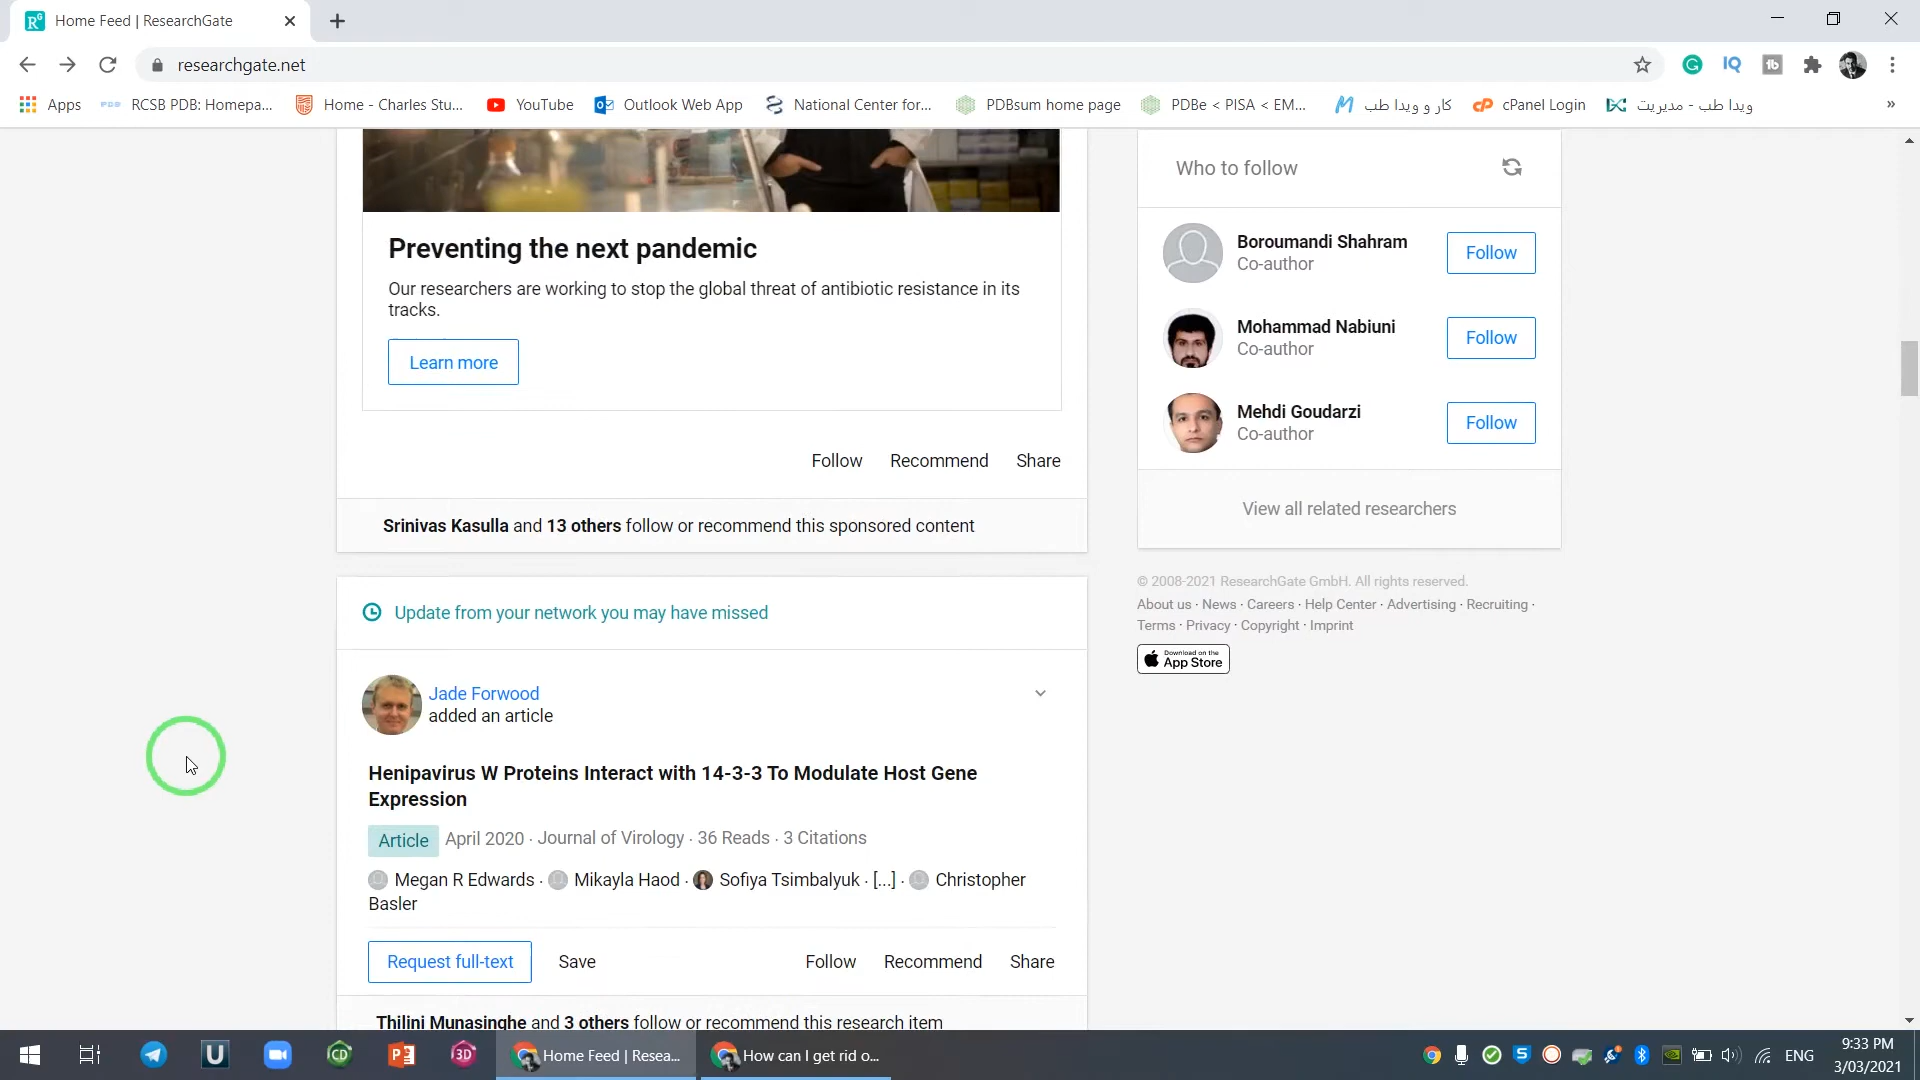 Home Feed | ResearchGate
researchgate.net
Apps
RCSB PDB: Homepa...
Home - Charles Stu...
YouTube
Outlook Web App
National Center for...
PDBsum home page
PDBe < PISA < EM...
کار و ویدا طب
cPanel Login
ویدا طب - مدیریت
»
Preventing the next pandemic
Our researchers are working to stop the global threat of antibiotic resistance in its
tracks.
Learn more
Follow Recommend Share
Srinivas Kasulla and 13 others follow or recommend this sponsored content
Update from your network you may have missed
Jade Forwood
added an article
Henipavirus W Proteins Interact with 14-3-3 To Modulate Host Gene
Expression
Article April 2020 · Journal of Virology · 36 Reads · 3 Citations
Megan R Edwards · Mikayla Haod · Sofiya Tsimbalyuk · [...] · Christopher
Basler
Request full-text Save Follow Recommend Share
Thilini Munasinghe and 3 others follow or recommend this research item
Who to follow
Boroumandi Shahram
Co-author
Follow
Mohammad Nabiuni
Co-author
Follow
Mehdi Goudarzi
Co-author
Follow
View all related researchers
© 2008-2021 ResearchGate GmbH. All rights reserved.
About us · News · Careers · Help Center · Advertising · Recruiting ·
Terms · Privacy · Copyright · Imprint
Download on the
App Store
Home Feed | Resea...
How can I get rid o...
ENG
9:33 PM
3/03/2021